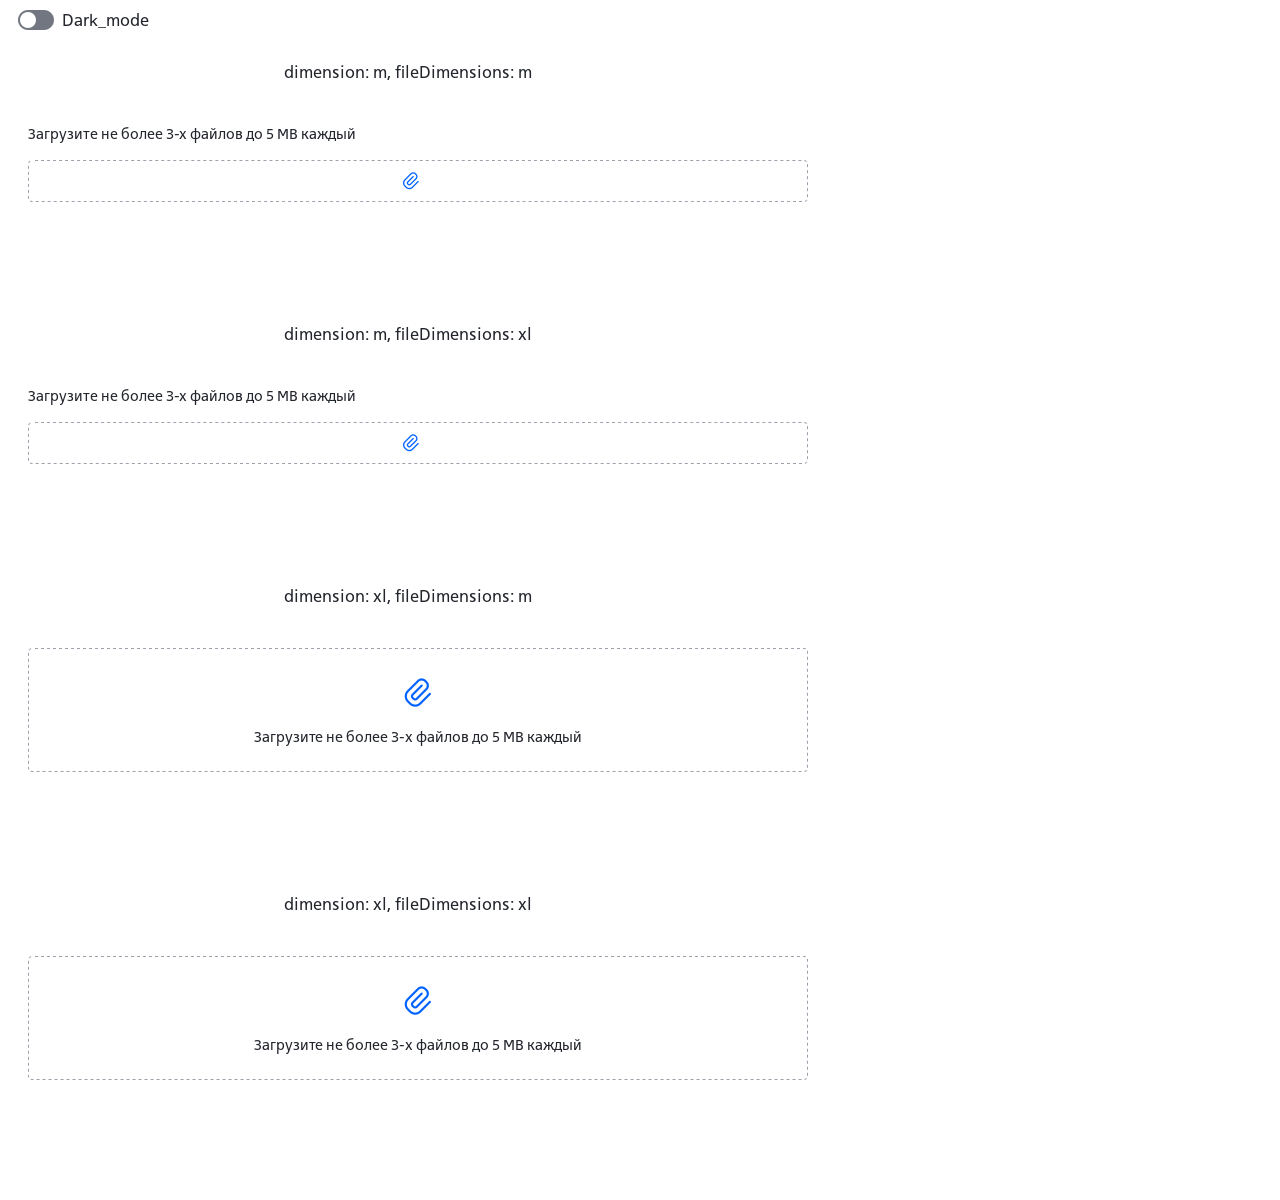 Dark_mode
dimension: m, fileDimensions: m
Загрузите не более 3-х файлов до 5 MB каждый
dimension: m, fileDimensions: xl
Загрузите не более 3-х файлов до 5 MB каждый
dimension: xl, fileDimensions: m
Загрузите не более 3-х файлов до 5 MB каждый
dimension: xl, fileDimensions: xl
Загрузите не более 3-х файлов до 5 MB каждый